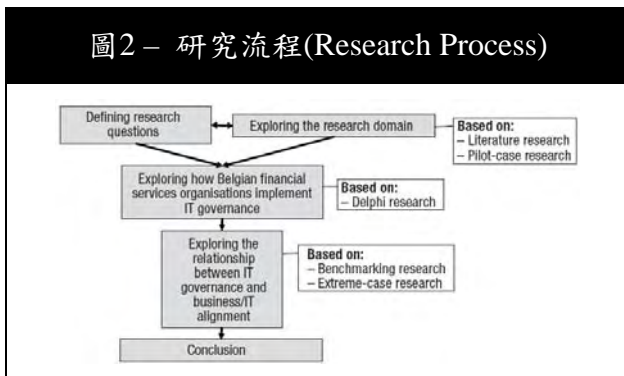 圖2 – 研究流程(Research Process)
Defining research
questions
Exploring the research domain
Based on:
– Literature research
– Pilot-case research
Exploring how Belgian financial
services organisations implement
IT governance
Based on:
– Delphi research
Exploring the
relationship
between IT
governance and
business/IT
alignment
Based on:
– Benchmarking research
– Extreme-case research
Conclusion